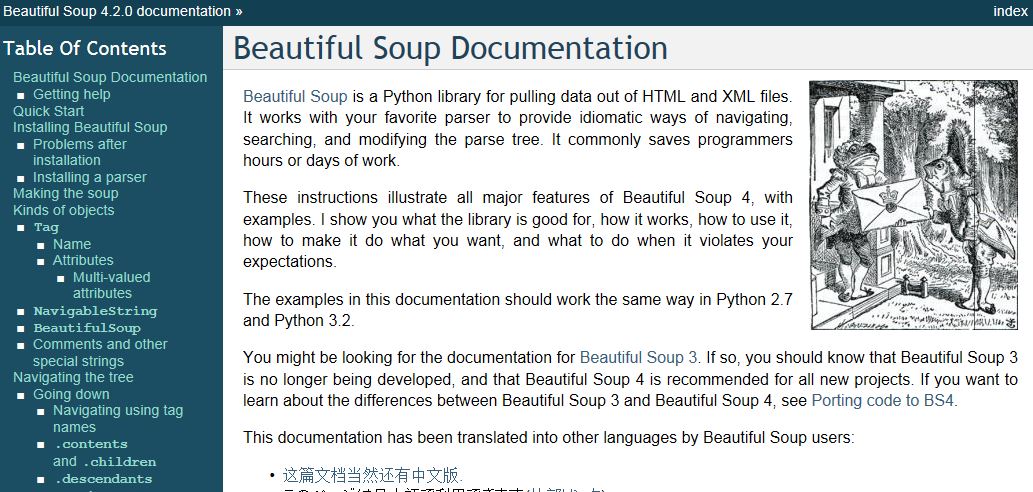 Beautiful Soup 4.2.0 documentation »
index
Table Of Contents
Beautiful Soup Documentation
Getting help
Quick Start
Installing Beautiful Soup
Problems after
installation
Installing a parser
Making the soup
Kinds of objects
Tag
Name
Attributes
Multi-valued
attributes
NavigableString
BeautifulSoup
Comments and other
special strings
Navigating the tree
Going down
Navigating using tag
names
.contents
and .children
.descendants
Beautiful Soup Documentation
Beautiful Soup is a Python library for pulling data out of HTML and XML files.
It works with your favorite parser to provide idiomatic ways of navigating,
searching, and modifying the parse tree. It commonly saves programmers
hours or days of work.
These instructions illustrate all major features of Beautiful Soup 4, with
examples. I show you what the library is good for, how it works, how to use it,
how to make it do what you want, and what to do when it violates your
expectations.
The examples in this documentation should work the same way in Python 2.7
and Python 3.2.
You might be looking for the documentation for Beautiful Soup 3. If so, you should know that Beautiful Soup 3
is no longer being developed, and that Beautiful Soup 4 is recommended for all new projects. If you want to
learn about the differences between Beautiful Soup 3 and Beautiful Soup 4, see Porting code to BS4.
This documentation has been translated into other languages by Beautiful Soup users:
这篇文档当然还有中文版.